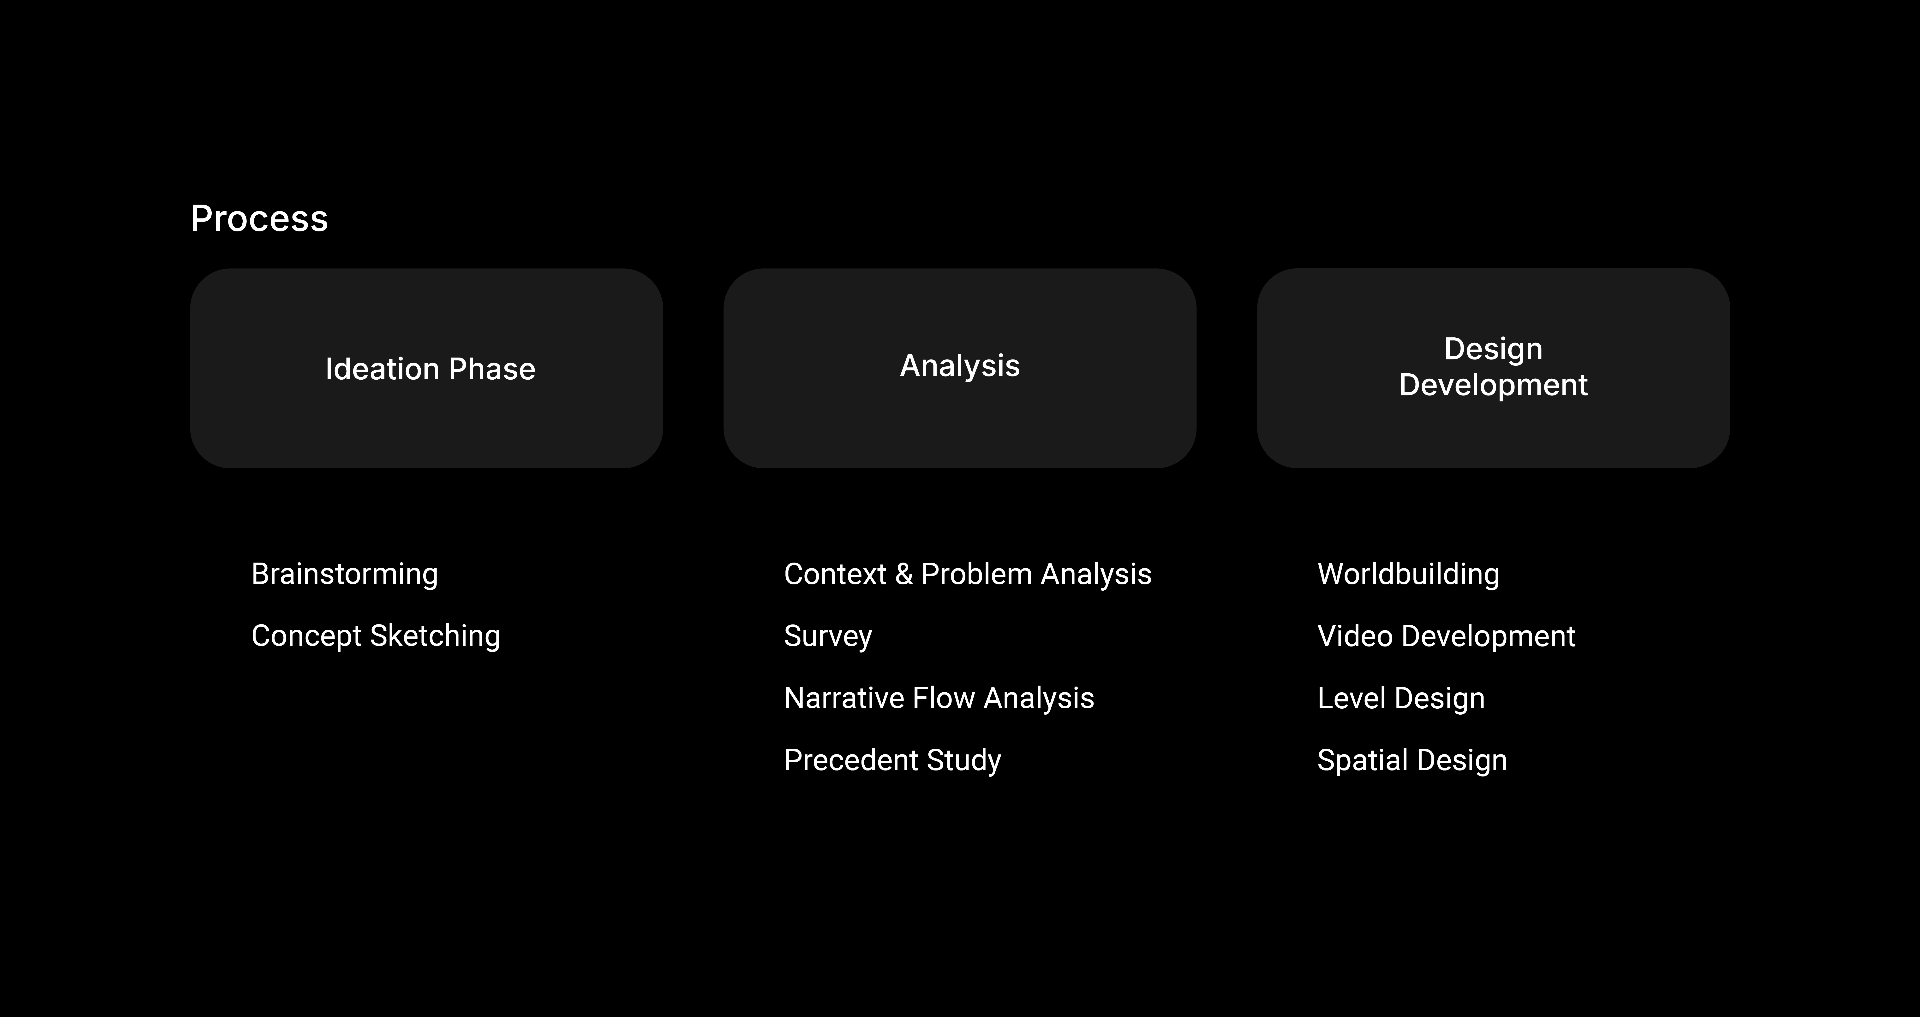 Process
Ideation Phase
Analysis
Design
Development
Brainstorming
Concept Sketching
Context & Problem Analysis
Survey
Narrative Flow Analysis
Precedent Study
Worldbuilding
Video Development
Level Design
Spatial Design